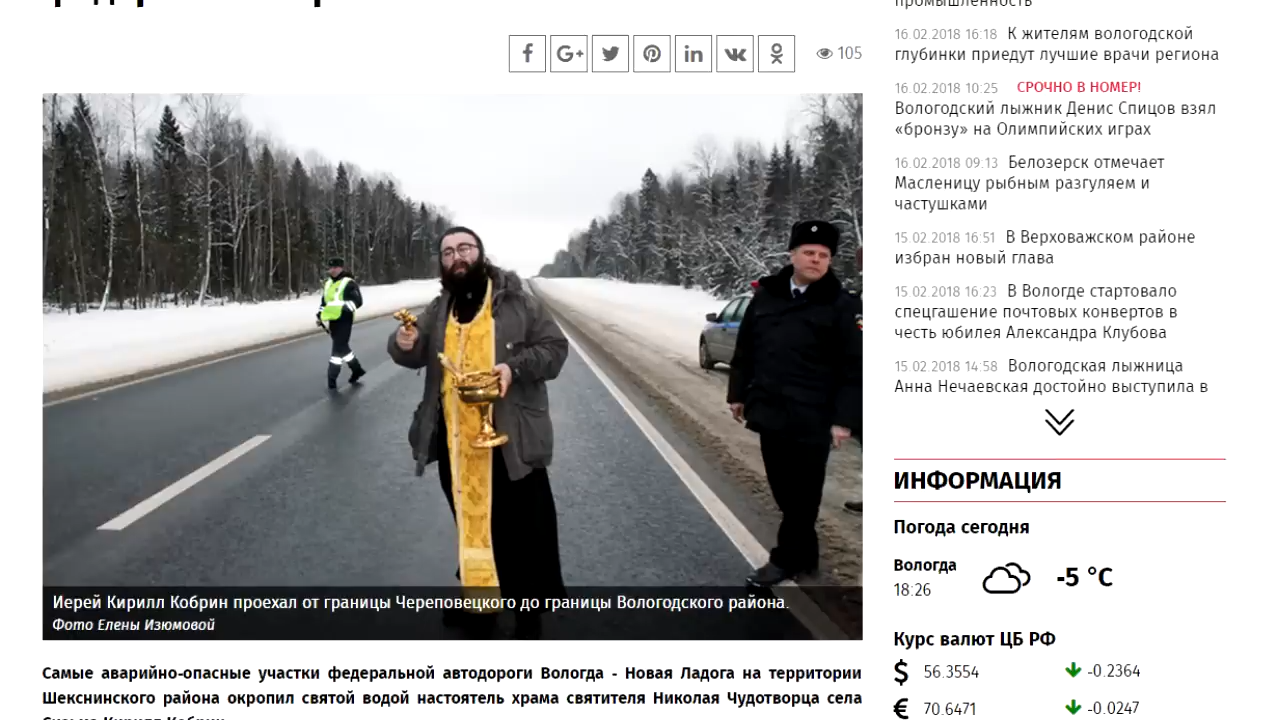 105
Иерей Кирилл Кобрин проехал от границы Череповецкого до границы Вологодского района.
Фото Елены Изюмовой
Самые аварийно-опасные участки федеральной автодороги Вологда - Новая Ладога на территории
Шекснинского района окропил святой водой настоятель храма святителя Николая Чудотворца села
промышленность
16.02.2018 16:18 К жителям вологодской
глубинки приедут лучшие врачи региона
16.02.2018 10:25 СРОЧНО В НОМЕР!
Вологодский лыжник Денис Спицов взял
«бронзу» на Олимпийских играх
16.02.2018 09:13 Белозерск отмечает
Масленицу рыбным разгуляем и
частушками
15.02.2018 16:51 В Верховажском районе
избран новый глава
15.02.2018 16:23 В Вологде стартовало
спецгашение почтовых конвертов в
честь юбилея Александра Клубова
15.02.2018 14:58 Вологодская лыжница
Анна Нечаевская достойно выступила в
ИНФОРМАЦИЯ
Погода сегодня
Вологда
18:26
-5 °C
Курс валют ЦБ РФ
$ 56.3554 -0.2364
€ 70.6471 -0.0247